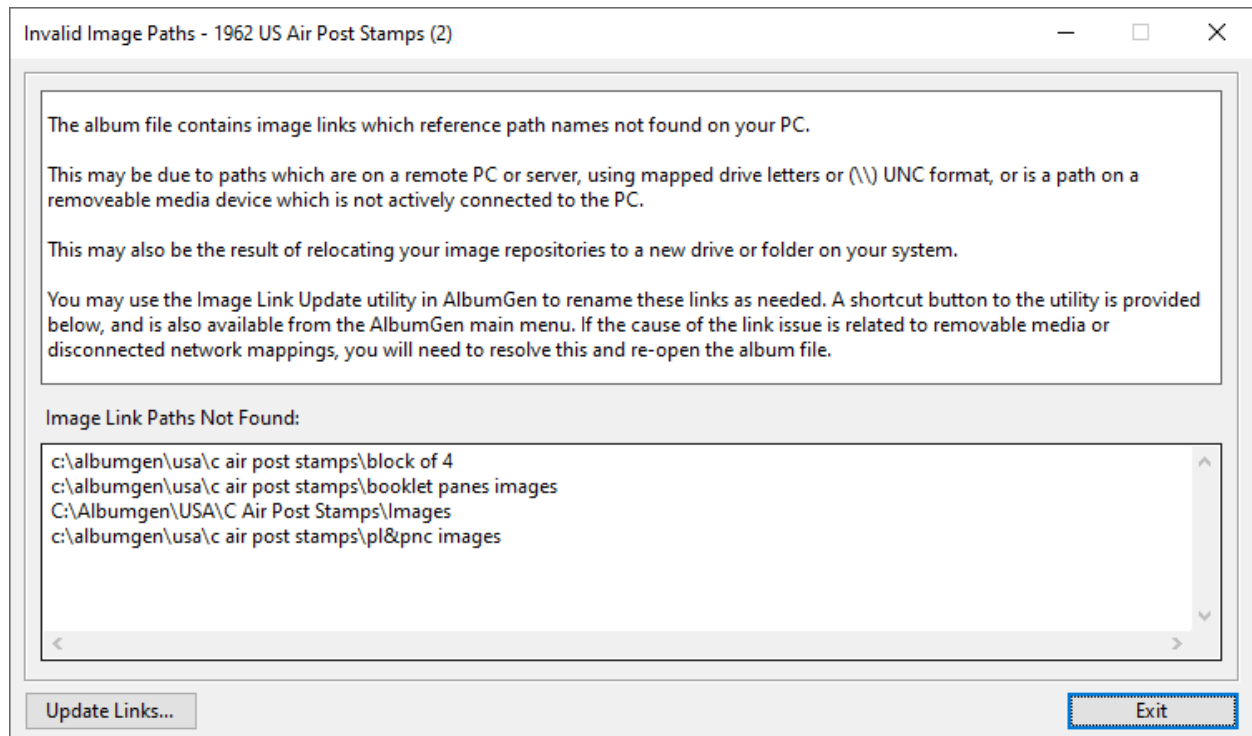 Invalid Image Paths - 1962 US Air Post Stamps (2)
The album file contains image links which reference path names not found on your PC.
This may be due to paths which are on a remote PC or server, using mapped drive letters or (\\) UNC format, or is a path on a
removeable media device which is not actively connected to the PC.
This may also be the result of relocating your image repositories to a new drive or folder on your system.
You may use the Image Link Update utility in AlbumGen to rename these links as needed. A shortcut button to the utility is provided
below, and is also available from the AlbumGen main menu. If the cause of the link issue is related to removable media or
disconnected network mappings, you will need to resolve this and re-open the album file.
Image Link Paths Not Found:
c:\albumgen\usa\c air post stamps\block of 4
c:\albumgen\usa\c air post stamps\booklet panes images
C:\Albumgen\USA\C Air Post Stamps\Images
c:\albumgen\usa\c air post stamps\pl&pnc images
Update Links...
Exit